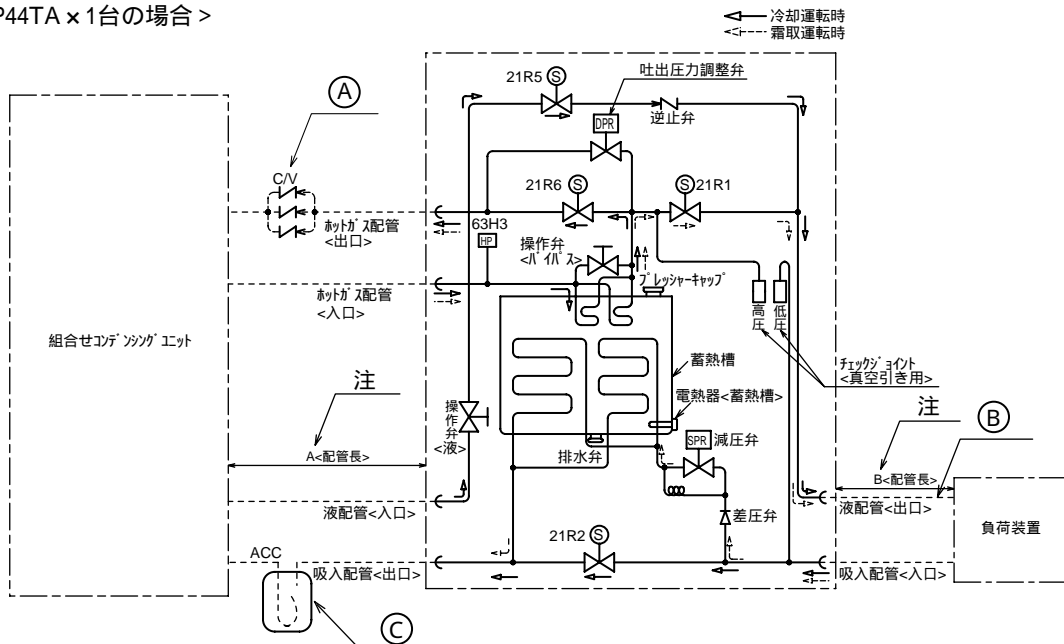 P44TA×1台の場合>
冷却運転時
霜取運転時
吐出圧力調整弁
21R5
S
A
DPR
逆止弁
C/V
21R6
S
S
21R1
ホットガス配管
<出口>
63H3
HP
操作弁
<バイパス>
プレッシャーキャップ
ホットガス配管
<入口>
高圧
低圧
組合せコンデンシングユニット
チェックジョイント
<真空引き用>
蓄熱槽
注
電熱器<蓄熱槽>
注
B
操作弁
<液>
SPR
減圧弁
排水弁
A<配管長>
B<配管長>
液配管<入口>
液配管<出口>
差圧弁
負荷装置
21R2
S
ACC
吸入配管<出口>
吸入配管<入口>
C